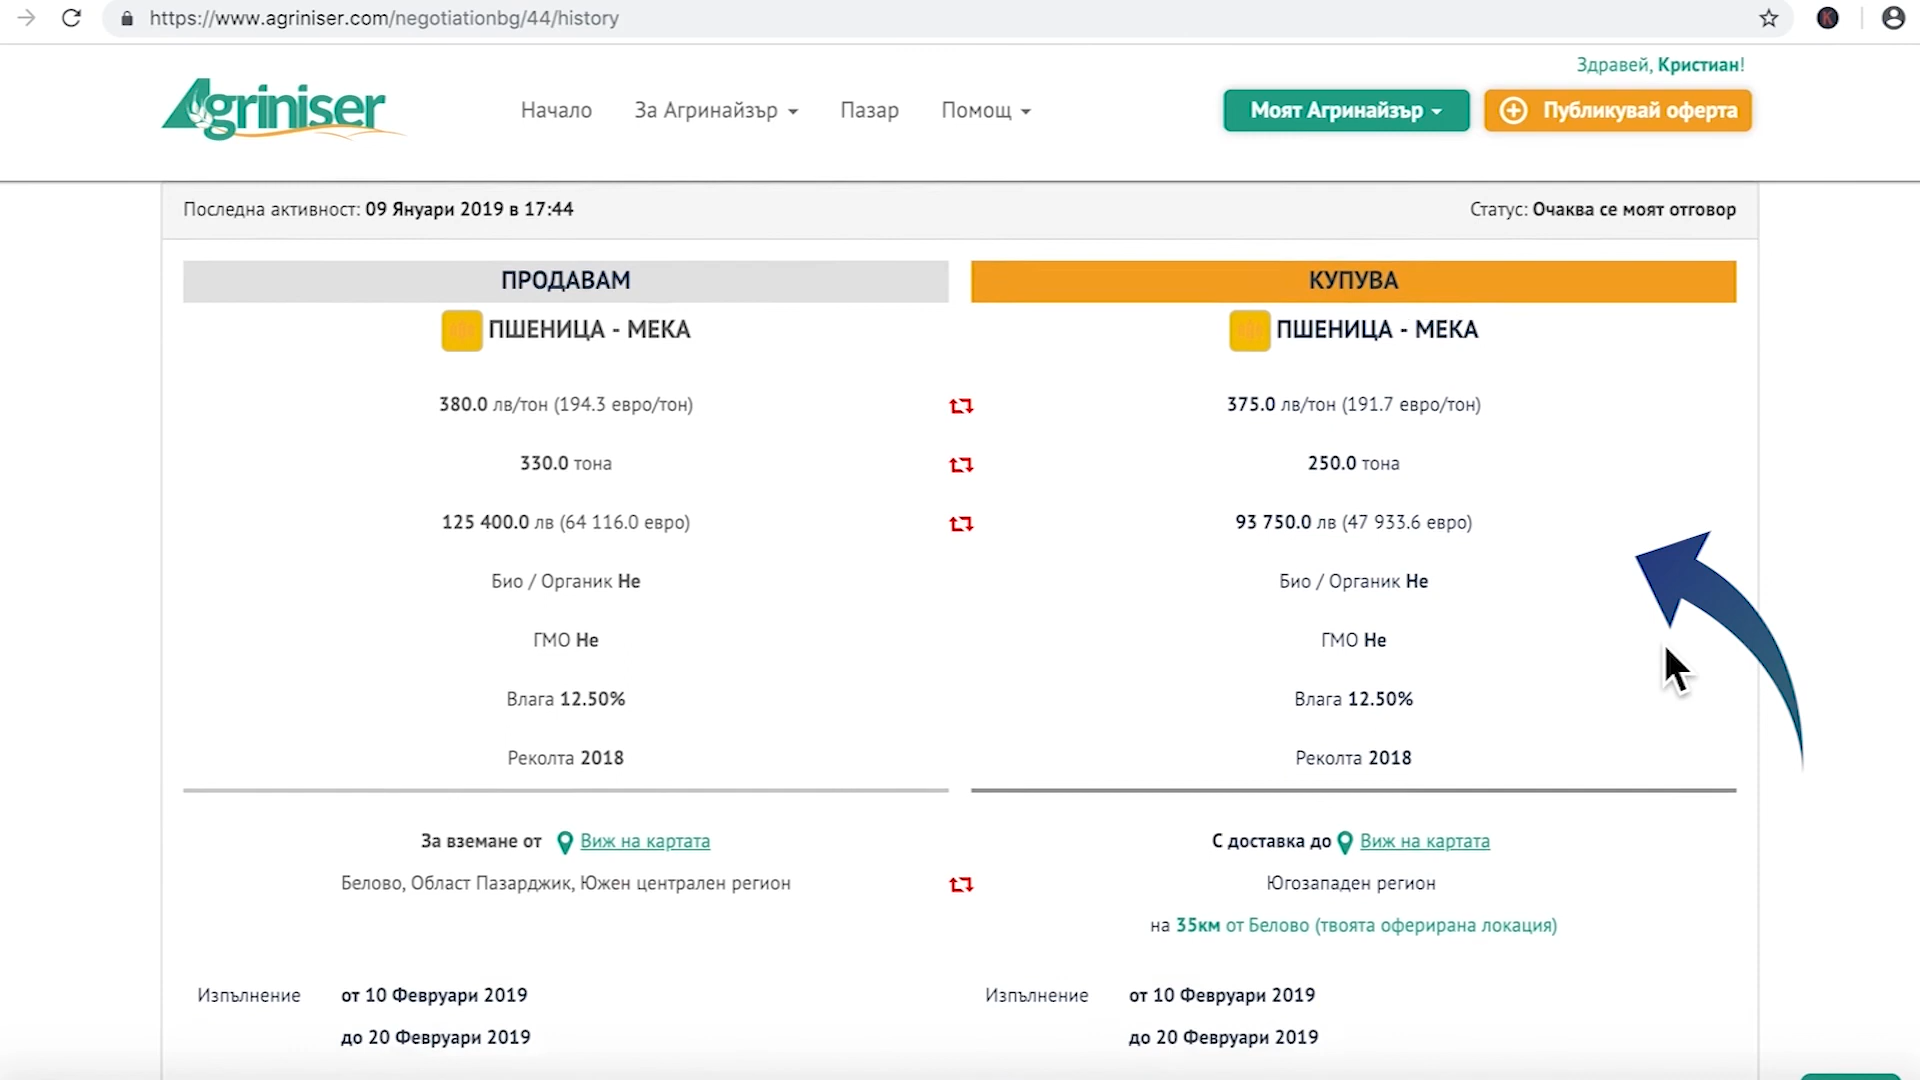 https://www.agriniser.com/negotiationbg/44/history
Здравей, Кристиан!
Agriniser
Начало За Агринайзър Пазар Помощ Моят Агринайзър Публикувай оферта
Последна активност: 09 Януари 2019 в 17:44 Статус: Очаква се моят отговор
ПРОДАВАМ КУПУВА
ПШЕНИЦА - МЕКА ПШЕНИЦА - МЕКА
380.0 лв/тон (194.3 евро/тон) 375.0 лв/тон (191.7 евро/тон)
330.0 тона 250.0 тона
125 400.0 лв (64 116.0 евро) 93 750.0 лв (47 933.6 евро)
Био / Органик Не Био / Органик Не
ГМО Не ГМО Не
Влага 12.50% Влага 12.50%
Реколта 2018 Реколта 2018
За вземане от Виж на картата С доставка до Виж на картата
Белово, Област Пазарджик, Южен централен регион Югозападен регион
на 35км от Белово (твоята оферирана локация)
Изпълнение от 10 Февруари 2019 Изпълнение от 10 Февруари 2019
до 20 Февруари 2019 до 20 Февруари 2019